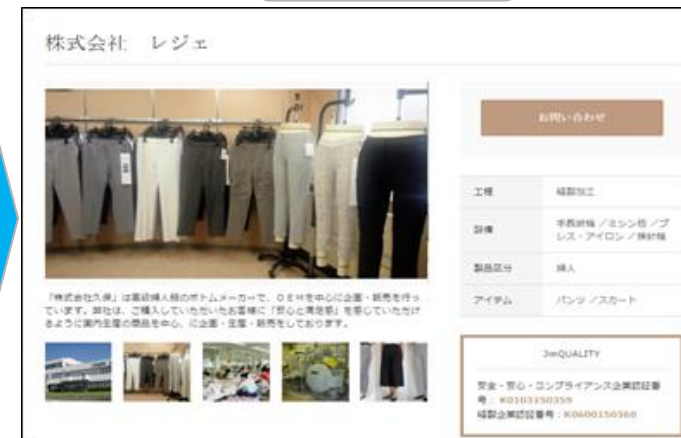 株式会社 レジェ
お問い合わせ
工種 縫製加工
設備 手裁断機 ／ミシン他 ／プ
レス・アイロン ／検針機
製品区分 婦人
アイテム パンツ ／スカート
「株式会社久保」は高級婦人服のボトムメーカーで、ＯＥＭを中心に企画・販売を行っ
ています。弊社は、ご購入していただいたお客様に「安心と満足感」を感じていただけ
るように国内生産の商品を中心、に企画・生産・販売をしております。
J∞QUALITY
安全・安心・コンプライアンス企業認証番
号： K0103150359
縫製企業認証番号：K0600150360